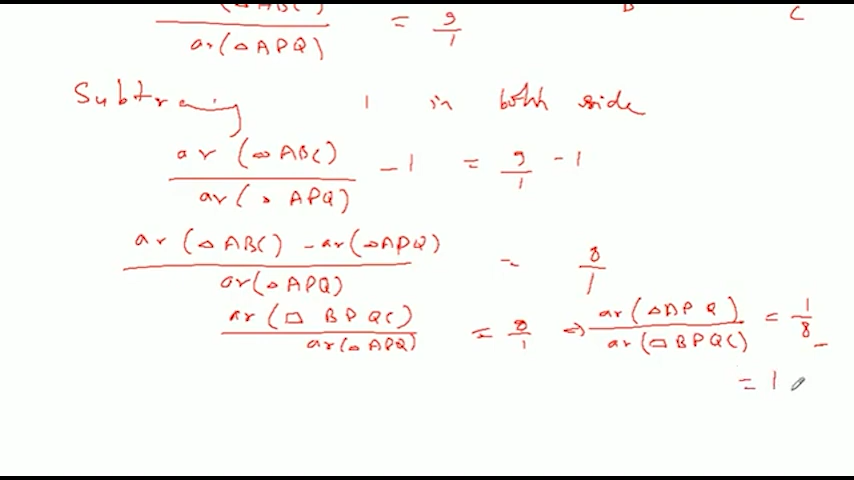 B C
ar(△APQ) = 9/1
Subtracing 1 in both side
ar(△ABC)/ar(△APQ) - 1 = 9/1 - 1
ar(△ABC) - ar(△APQ)/ar(△APQ) = 8/1
ar(□ BPQC)/ar(△APQ) = 8/1 ⇒ ar(△APQ)/ar(□BPQC) = 1/8
= 1